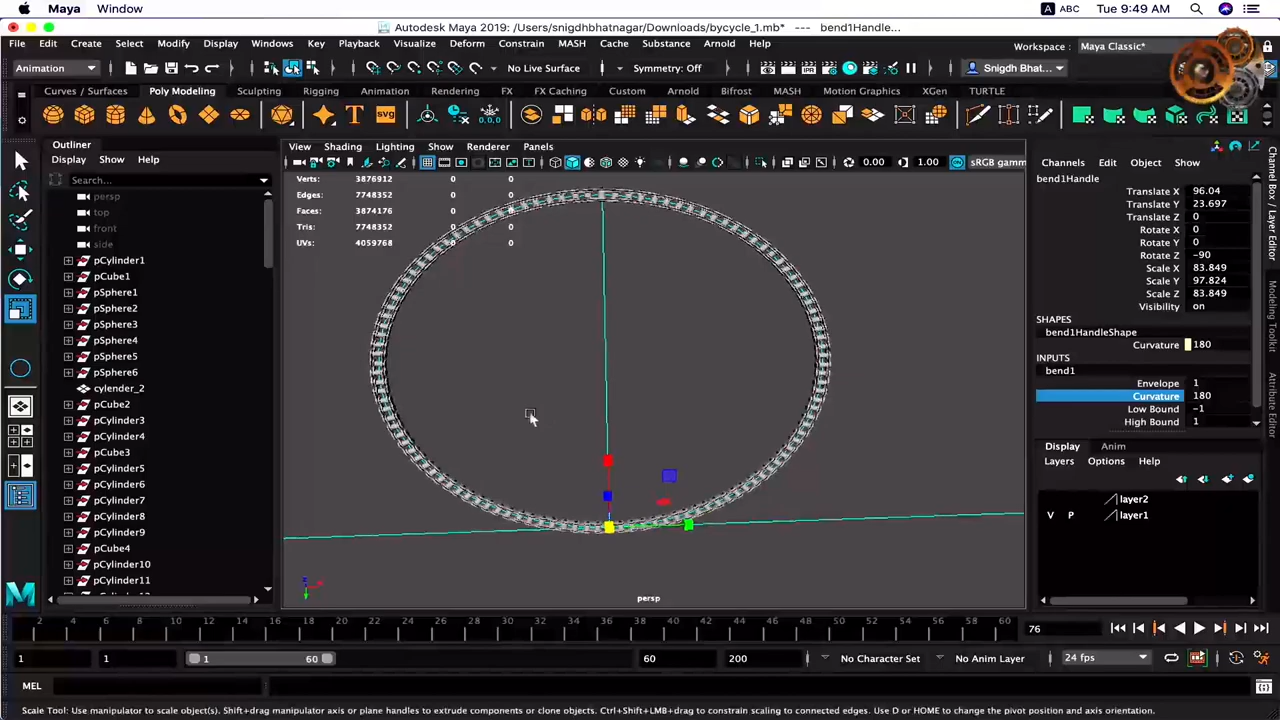 Maya Window A ABC Tue 9:49 AM
Autodesk Maya 2019: /Users/snigdhbhatnagar/Downloads/bycycle_1.mb* --- bend1Handle...
File Edit Create Select Modify Display Windows Key Playback Visualize Deform Constrain MASH Cache Substance Arnold Help Workspace : Maya Classic*
Animation No Live Surface Symmetry: Off Snigdh Bhat...
Curves / Surfaces Poly Modeling Sculpting Rigging Animation Rendering FX FX Caching Custom Arnold Bifrost MASH Motion Graphics XGen TURTLE
T svg 0,0,0
Outliner
Display Show Help
Search...
persp
top
front
side
pCylinder1
pCube1
pSphere1
pSphere2
pSphere3
pSphere4
pSphere5
pSphere6
cylender_2
pCube2
pCylinder3
pCylinder4
pCube3
pCylinder5
pCylinder6
pCylinder7
pCylinder8
pCylinder9
pCube4
pCylinder10
pCylinder11
View Shading Lighting Show Renderer Panels
0.00 1.00 sRGB gamm
Verts: 3876912 0 0
Edges: 7748352 0 0
Faces: 3874176 0 0
Tris: 7748352 0 0
UVs: 4059768 0 0
persp
Channels Edit Object Show
bend1Handle
Translate X 96.04
Translate Y 23.697
Translate Z 0
Rotate X 0
Rotate Y 0
Rotate Z -90
Scale X 83.849
Scale Y 97.824
Scale Z 83.849
Visibility on
SHAPES
bend1HandleShape
Curvature 180
INPUTS
bend1
Envelope 1
Curvature 180
Low Bound -1
High Bound 1
Display Anim
Layers Options Help
layer2
V P layer1
Channel Box / Layer Editor
Modeling Toolkit
Attribute Editor
2 4 6 8 10 12 14 16 18 20 22 24 26 28 30 32 34 36 38 40 42 44 46 48 50 52 54 56 58 60 76
1 1 1 60 60 200 No Character Set No Anim Layer 24 fps
MEL
Scale Tool: Use manipulator to scale object(s). Shift+drag manipulator axis or plane handles to extrude components or clone objects. Ctrl+Shift+LMB+drag to constrain scaling to connected edges. Use D or HOME to change the pivot position and axis orientation.